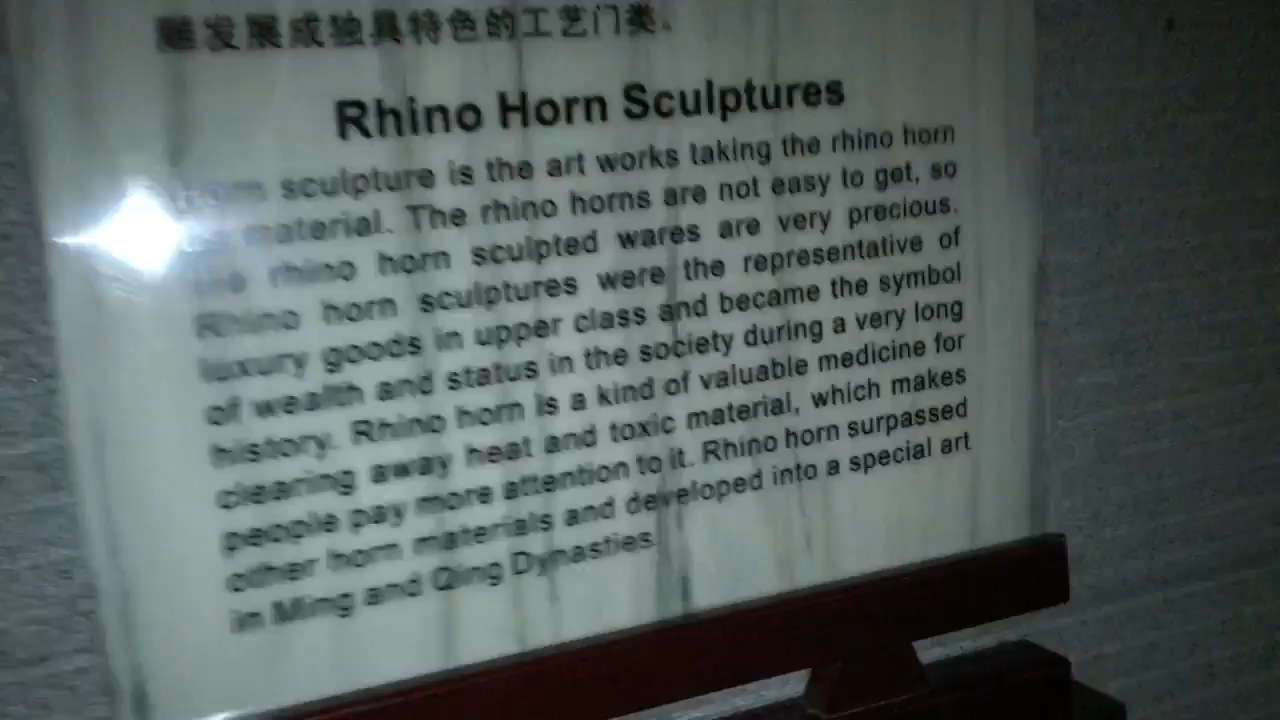 雕发展成独具特色的工艺门类。
Rhino Horn Sculptures
Horn sculpture is the art works taking the rhino horn
material. The rhino horns are not easy to get, so
the rhino horn sculpted wares are very precious.
Rhino horn sculptures were the representative of
luxury goods in upper class and became the symbol
of wealth and status in the society during a very long
history. Rhino horn is a kind of valuable medicine for
clearing away heat and toxic material, which makes
people pay more attention to it. Rhino horn surpassed
other horn materials and developed into a special art
in Ming and Qing Dynasties.